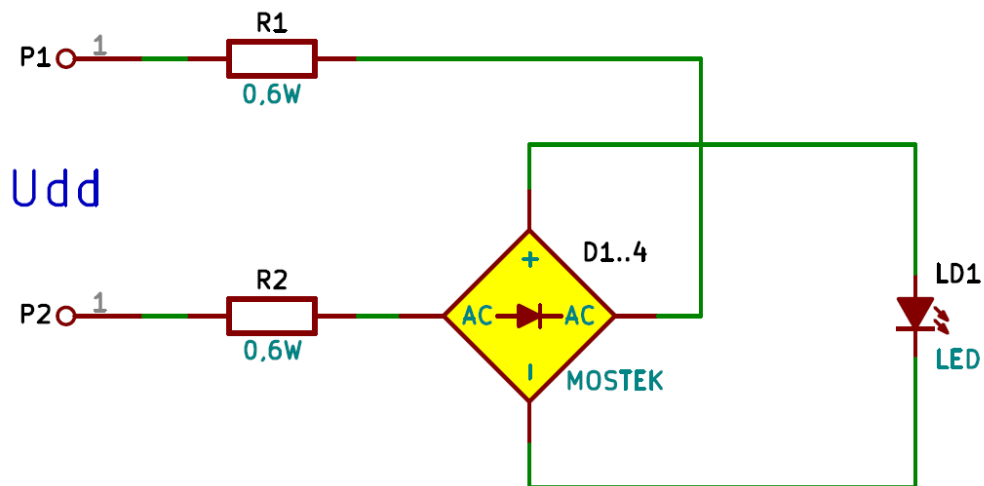 R1
P1
1
0,6W
Udd
D1..4
+
R2
P2
1
AC
AC
LD1
0,6W
-
MOSTEK
LED